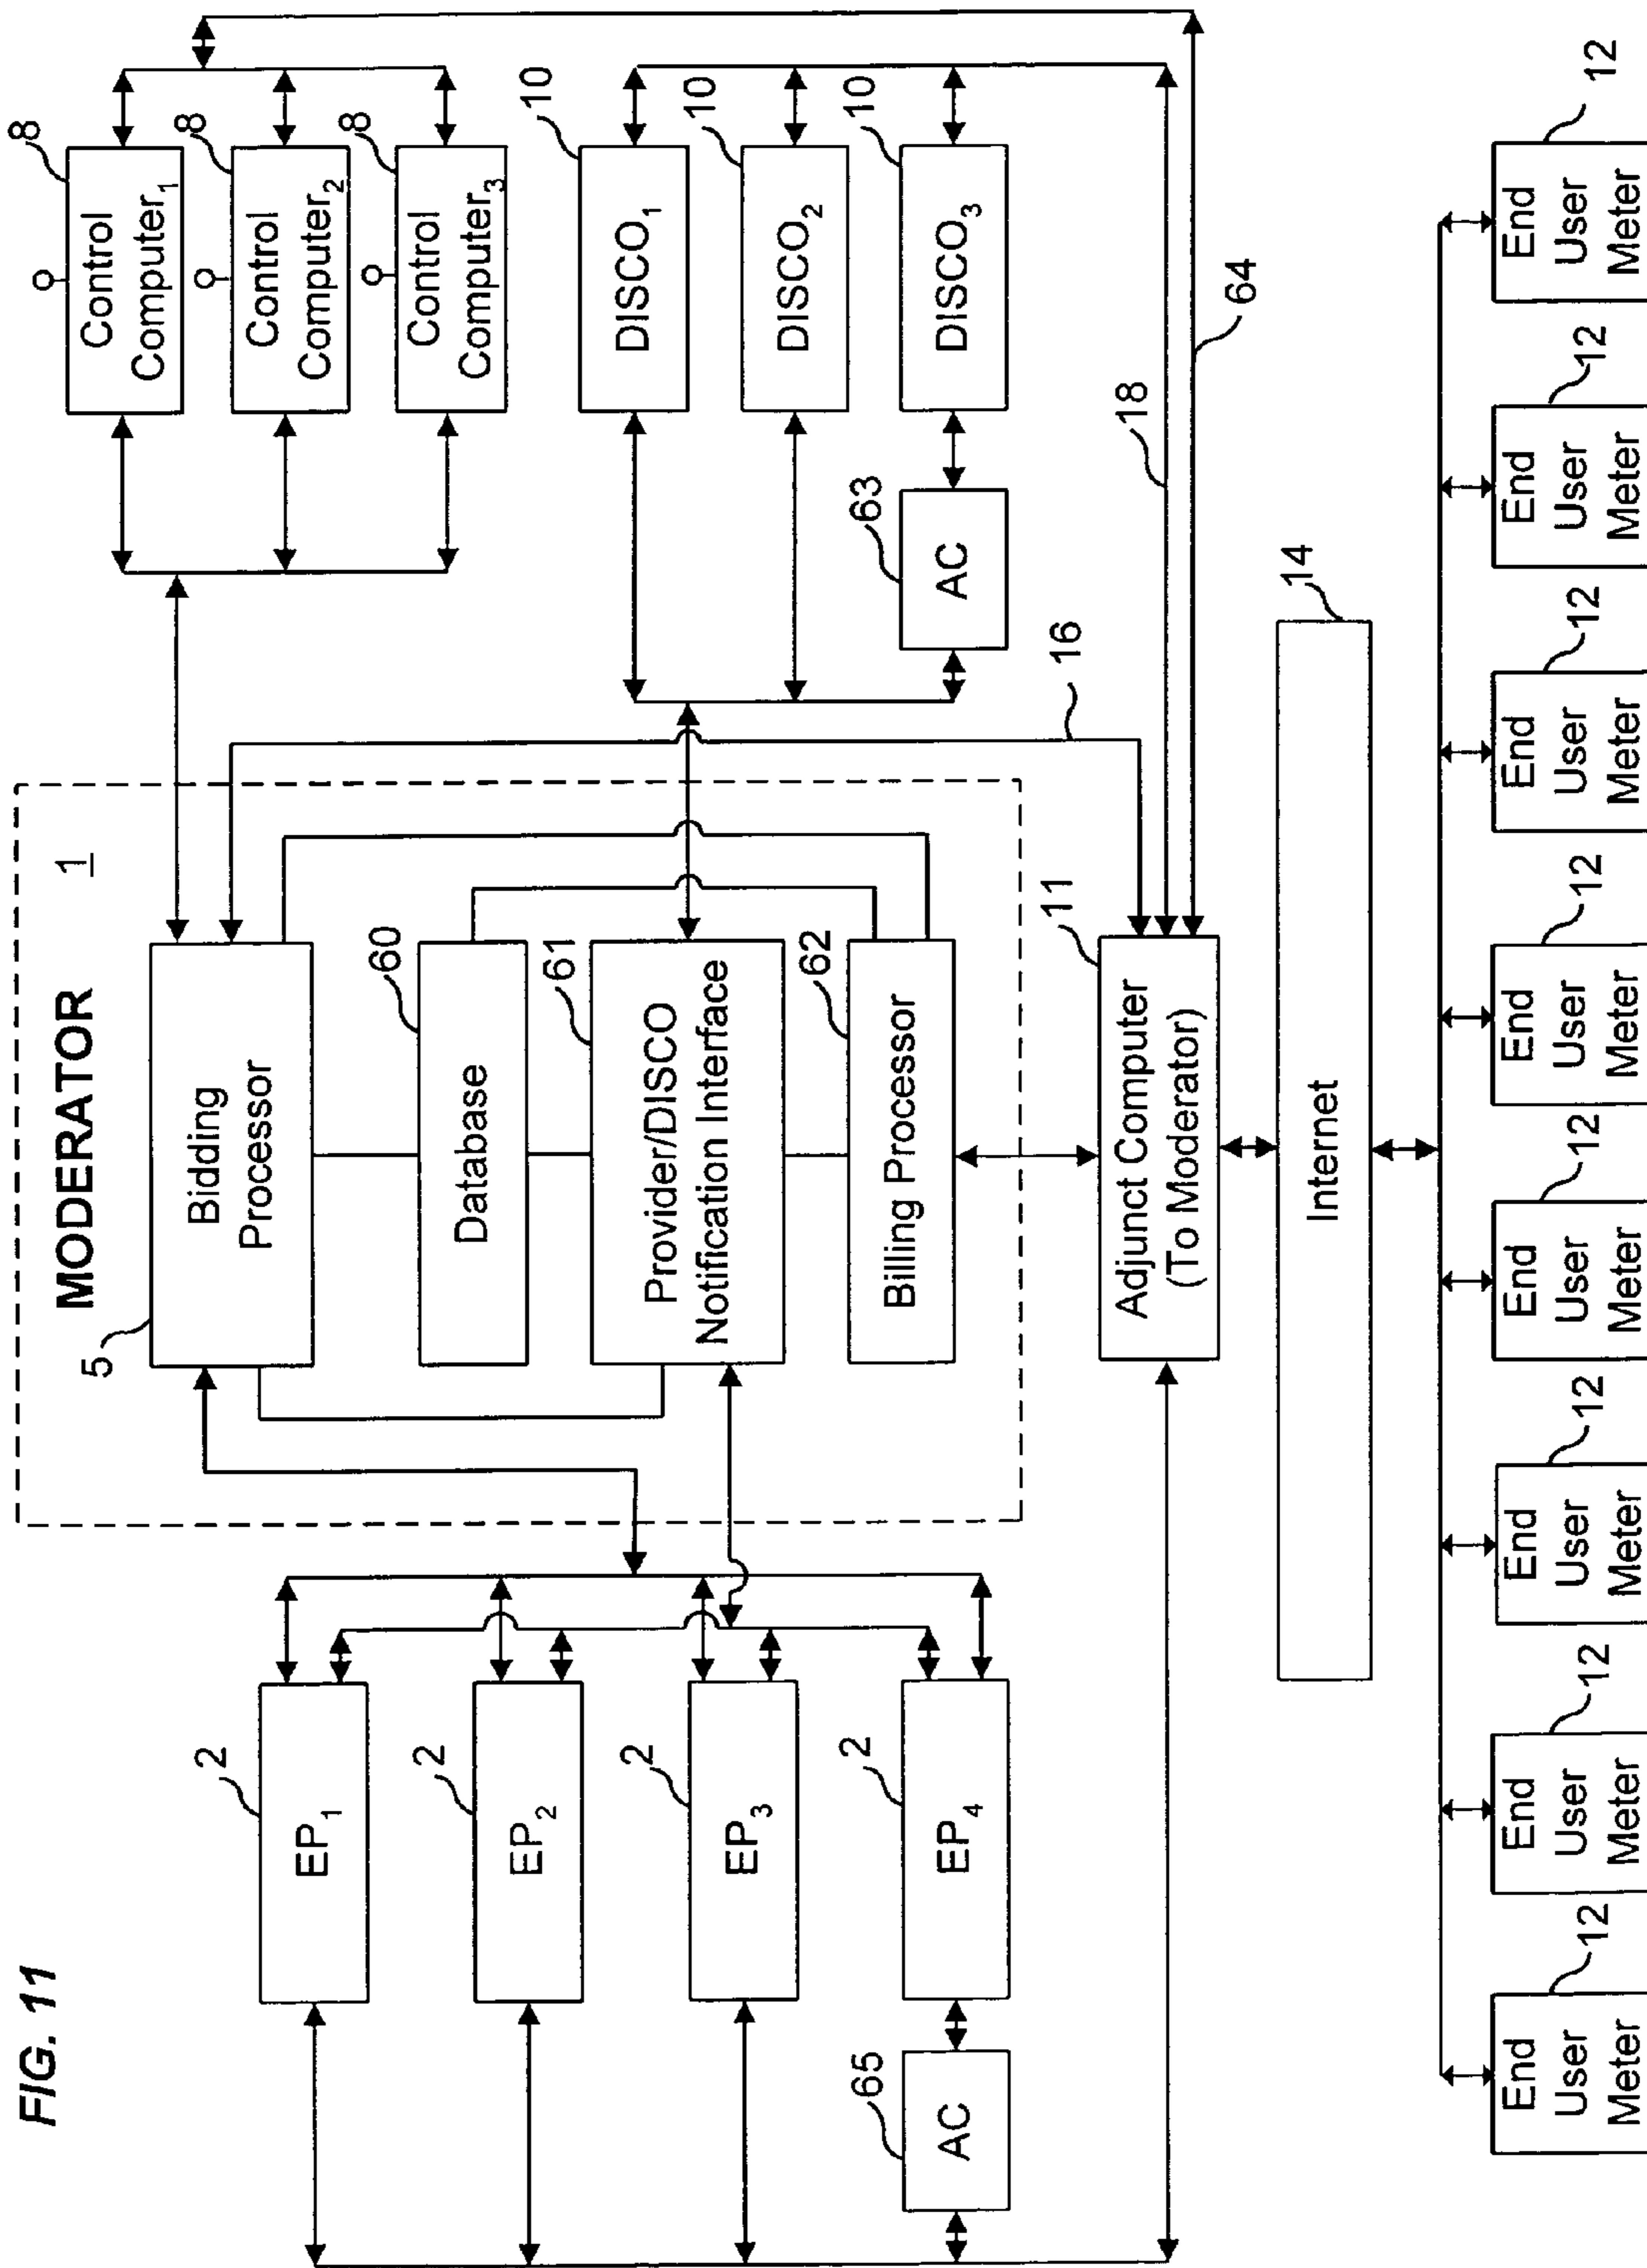 FIG. 11
MODERATOR
1
5
Bidding
Processor
60
Database
61
Provider/DISCO
Notification Interface
62
Billing Processor
2
EP1
2
EP2
2
EP3
2
EP4
65
AC
8
Control
Computer1
8
Control
Computer2
8
Control
Computer3
10
DISCO1
10
DISCO2
10
DISCO3
63
AC
16
18
64
11
Adjunct Computer
(To Moderator)
14
Internet
12
End
User
Meter
12
End
User
Meter
12
End
User
Meter
12
End
User
Meter
12
End
User
Meter
12
End
User
Meter
12
End
User
Meter
12
End
User
Meter